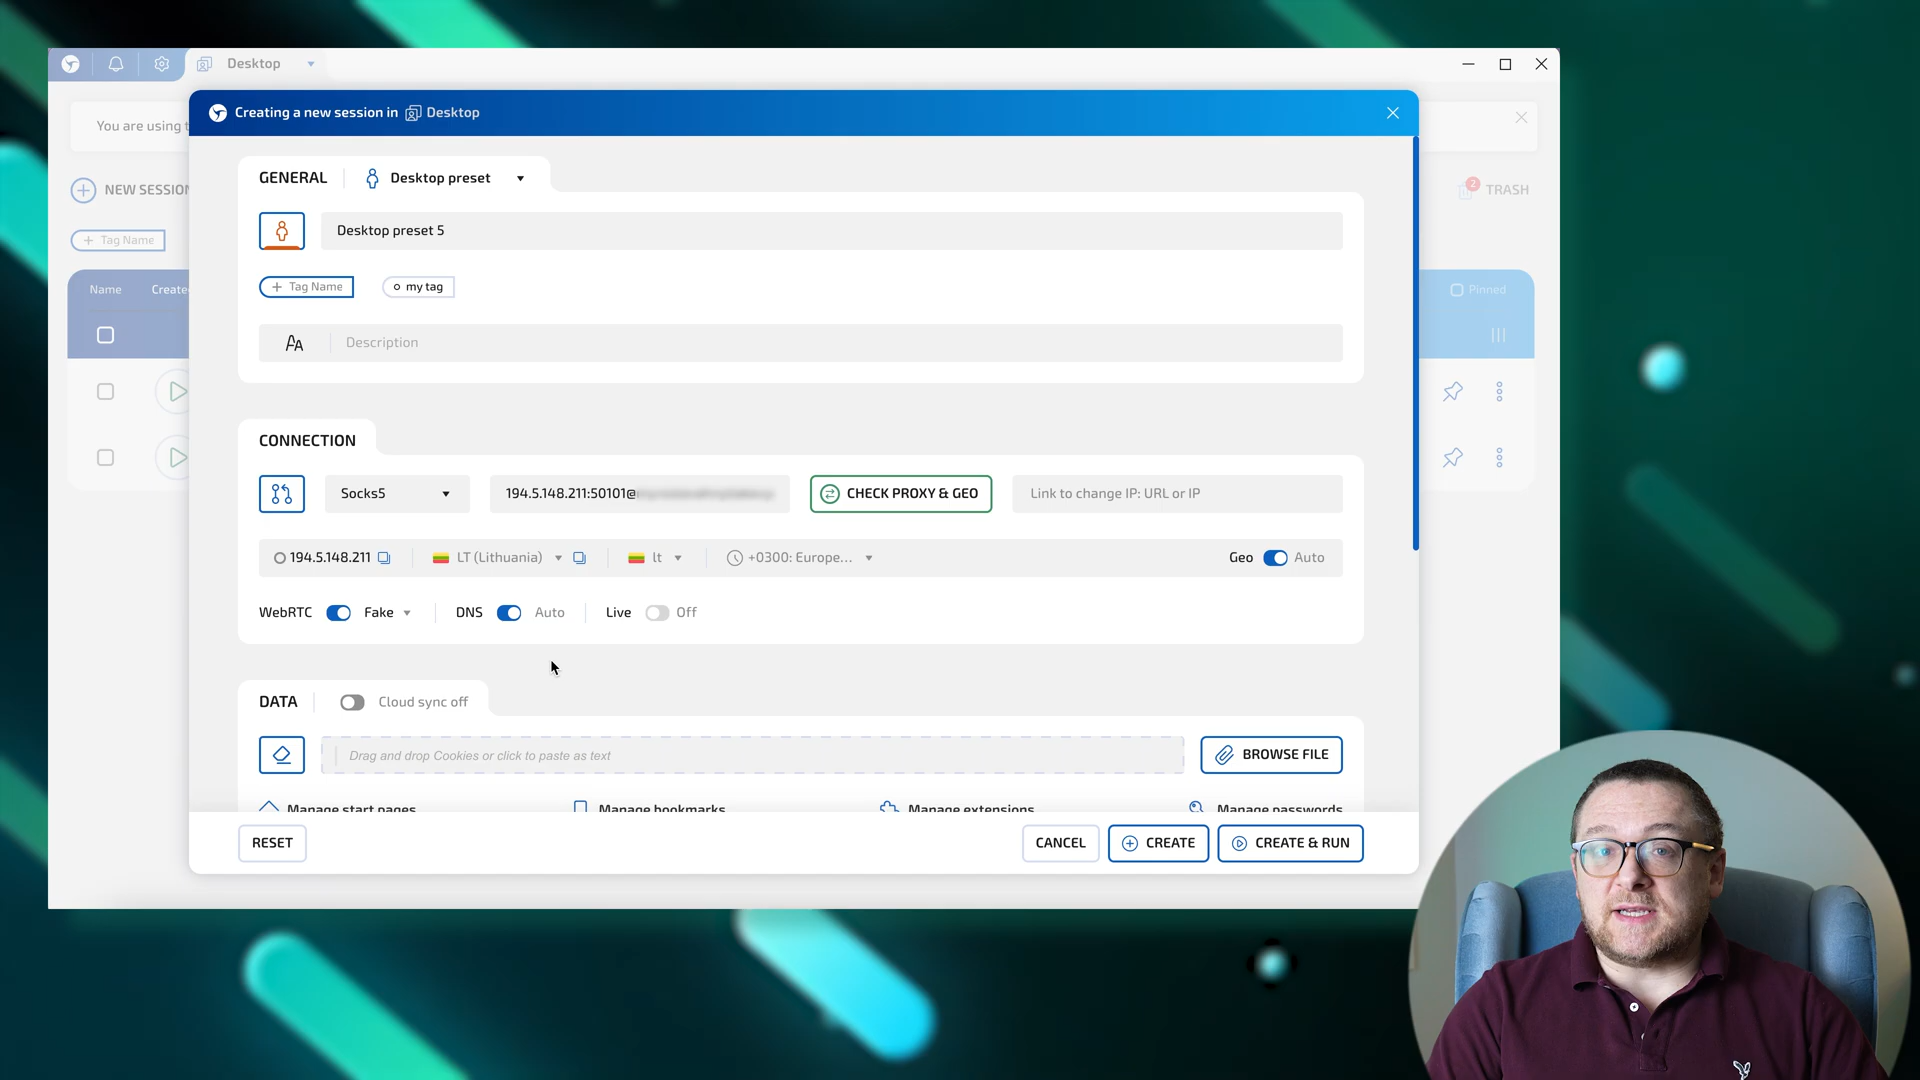 Desktop
You are using t
NEW SESSION
+ Tag Name
Name
Create
2
TRASH
Pinned
Creating a new session in Desktop
GENERAL
Desktop preset
Desktop preset 5
+ Tag Name
my tag
AA
Description
CONNECTION
Socks5
194.5.148.211:50101@
CHECK PROXY & GEO
Link to change IP: URL or IP
194.5.148.211
LT (Lithuania)
lt
+0300: Europe...
Geo
Auto
WebRTC
Fake
DNS
Auto
Live
Off
DATA
Cloud sync off
Drag and drop Cookies or click to paste as text
BROWSE FILE
Manage start pages
Manage bookmarks
Manage extensions
Manage passwords
RESET
CANCEL
CREATE
CREATE & RUN